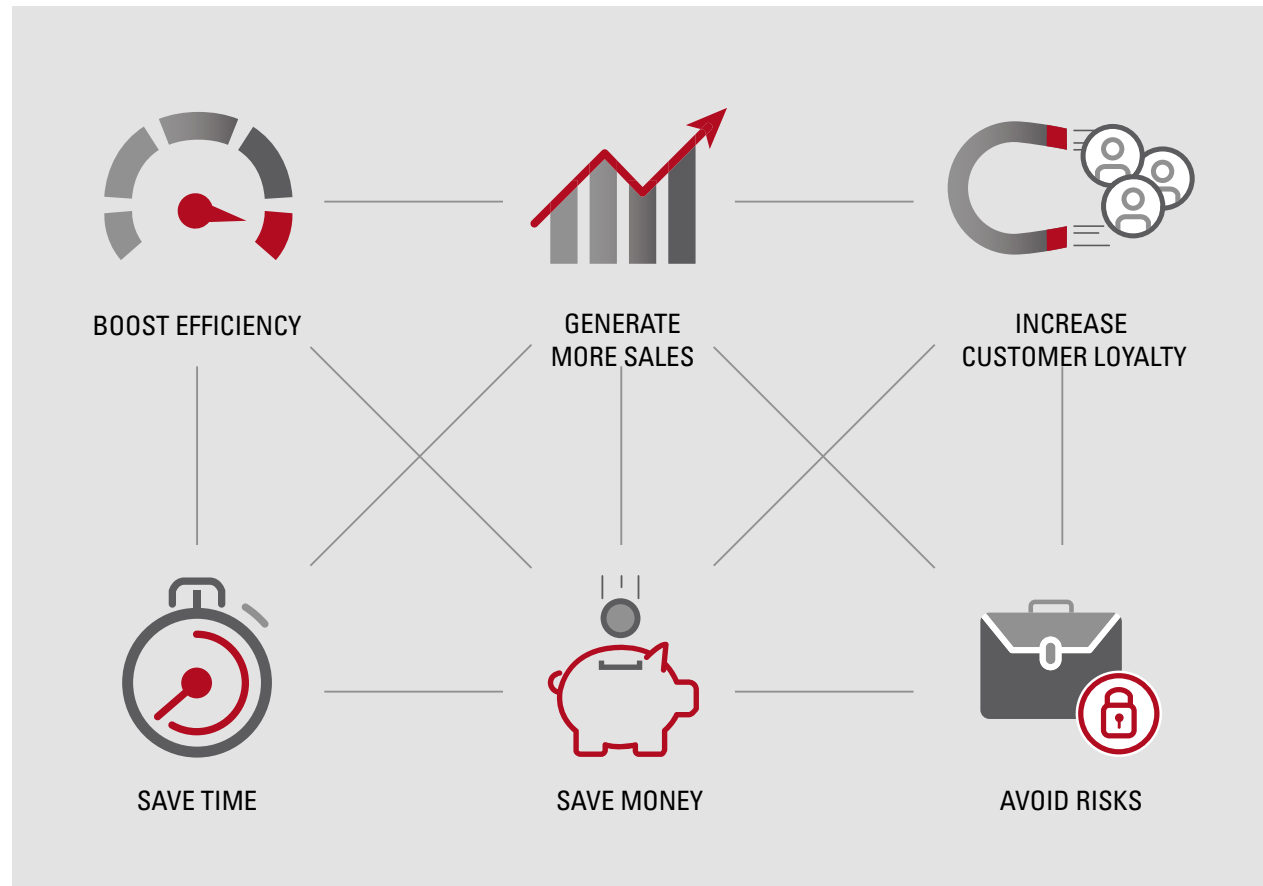 BOOST EFFICIENCY
GENERATE
MORE SALES
INCREASE
CUSTOMER LOYALTY
SAVE TIME
SAVE MONEY
AVOID RISKS